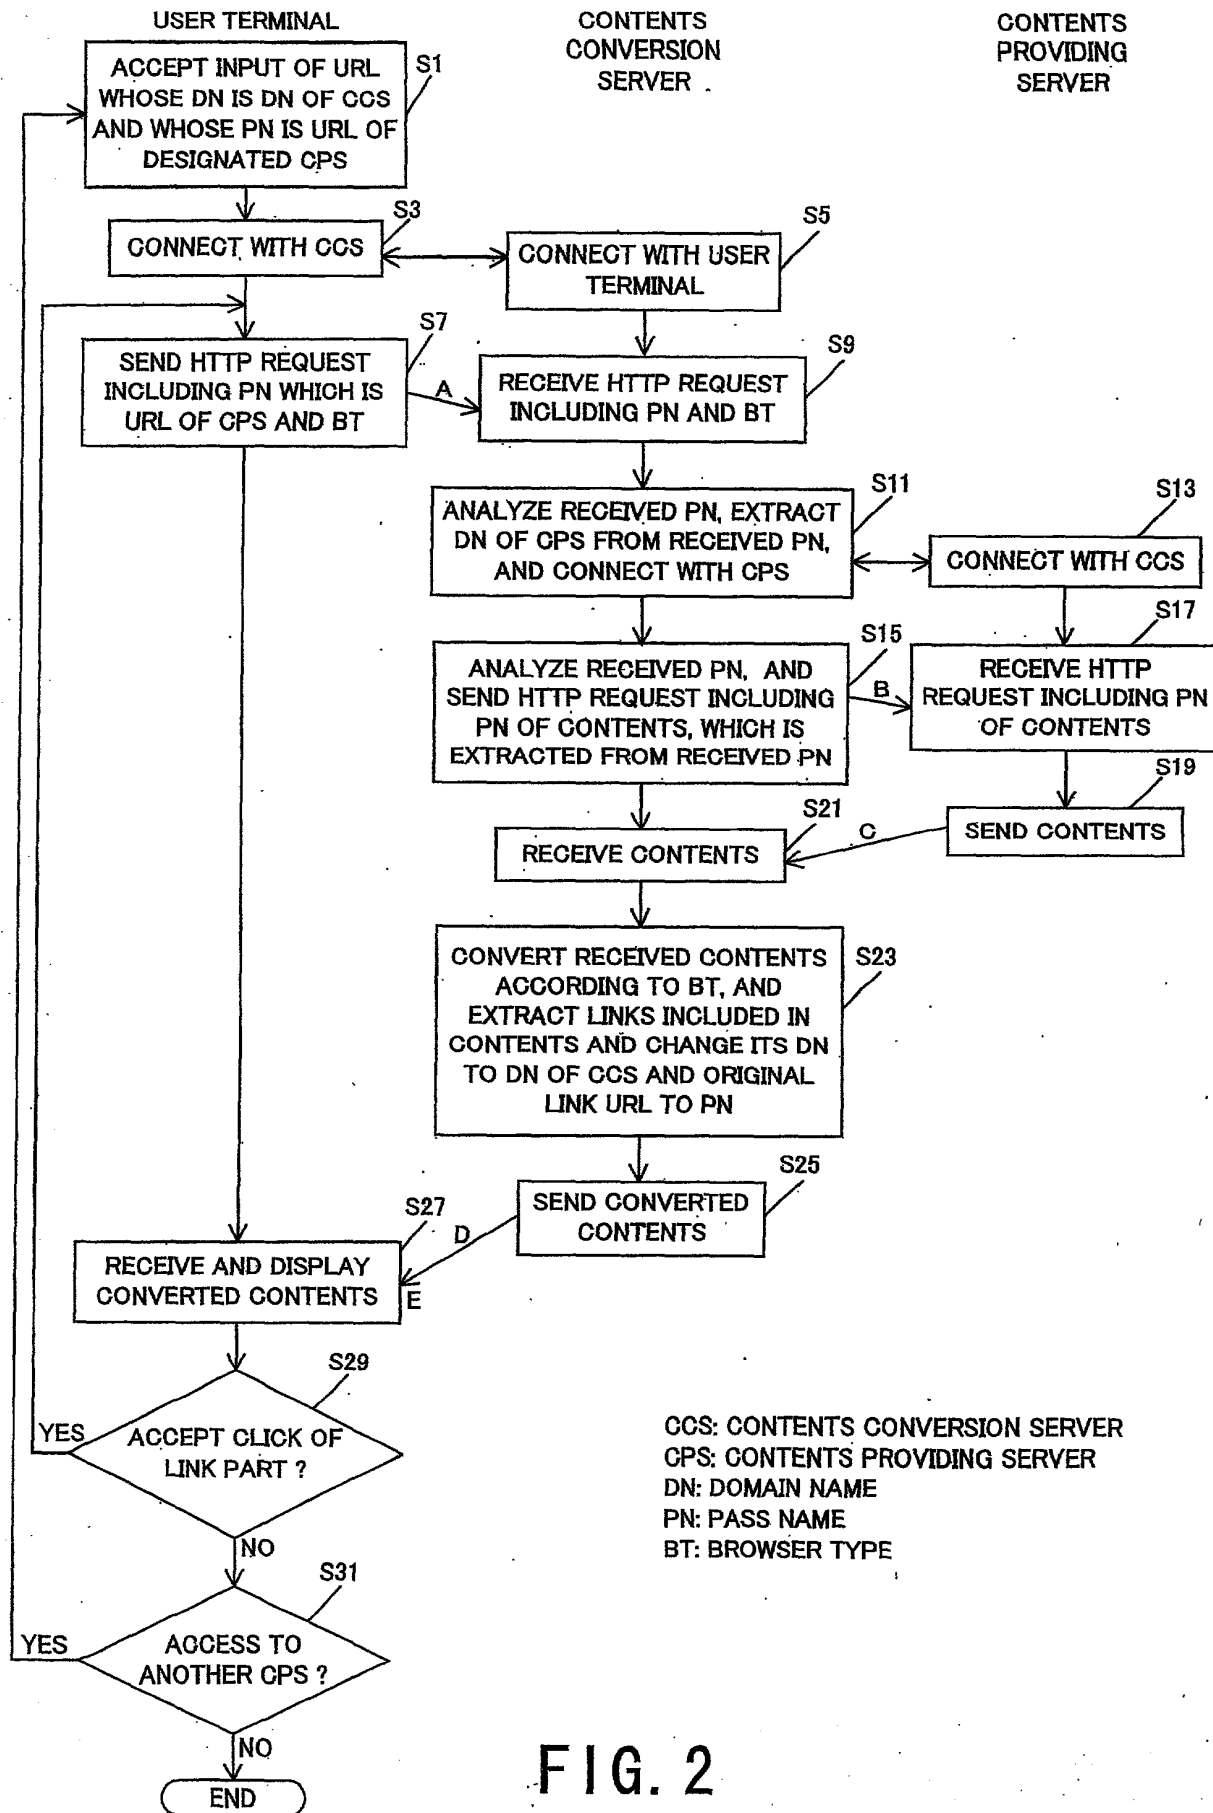 USER TERMINAL
CONTENTS
CONVERSION
SERVER
CONTENTS
PROVIDING
SERVER
ACCEPT INPUT OF URL
WHOSE DN IS DN OF CCS
AND WHOSE PN IS URL OF
DESIGNATED CPS
S1
CONNECT WITH CCS
S3
CONNECT WITH USER
TERMINAL
S5
SEND HTTP REQUEST
INCLUDING PN WHICH IS
URL OF CPS AND BT
S7
A
RECEIVE HTTP REQUEST
INCLUDING PN AND BT
S9
ANALYZE RECEIVED PN, EXTRACT
DN OF CPS FROM RECEIVED PN,
AND CONNECT WITH CPS
S11
CONNECT WITH CCS
S13
ANALYZE RECEIVED PN, AND
SEND HTTP REQUEST INCLUDING
PN OF CONTENTS, WHICH IS
EXTRACTED FROM RECEIVED PN
S15
B
RECEIVE HTTP
REQUEST INCLUDING PN
OF CONTENTS
S17
SEND CONTENTS
S19
C
RECEIVE CONTENTS
S21
CONVERT RECEIVED CONTENTS
ACCORDING TO BT, AND
EXTRACT LINKS INCLUDED IN
CONTENTS AND CHANGE ITS DN
TO DN OF CCS AND ORIGINAL
LINK URL TO PN
S23
SEND CONVERTED
CONTENTS
S25
D
RECEIVE AND DISPLAY
CONVERTED CONTENTS
S27
E
ACCEPT CLICK OF
LINK PART ?
S29
YES
NO
ACCESS TO
ANOTHER CPS ?
S31
YES
NO
END
CCS: CONTENTS CONVERSION SERVER
CPS: CONTENTS PROVIDING SERVER
DN: DOMAIN NAME
PN: PASS NAME
BT: BROWSER TYPE
FIG. 2